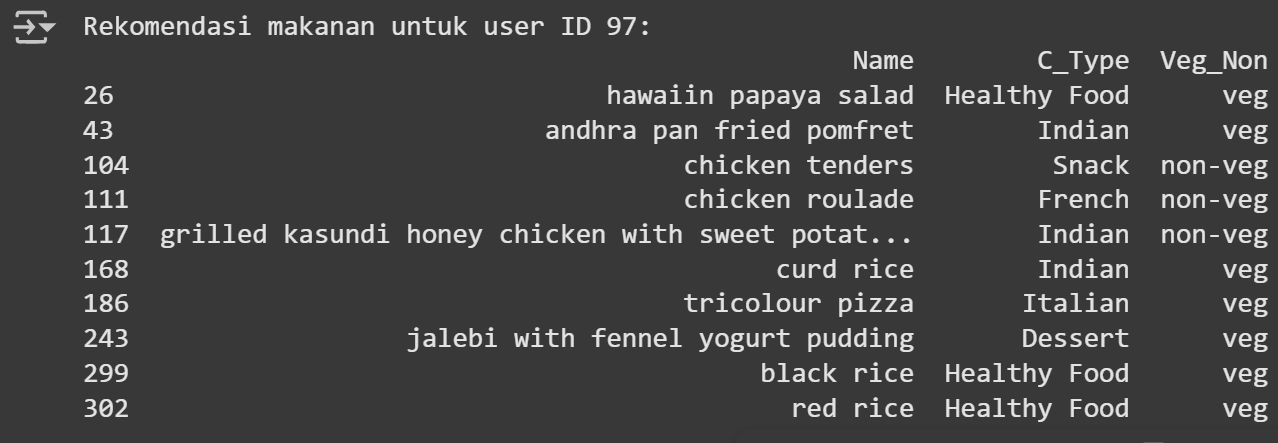 Rekomendasi makanan untuk user ID 97:
Name C_Type Veg_Non
26 hawaiin papaya salad Healthy Food veg
43 andhra pan fried pomfret Indian veg
104 chicken tenders Snack non-veg
111 chicken roulade French non-veg
117 grilled kasundi honey chicken with sweet potat... Indian non-veg
168 curd rice Indian veg
186 tricolour pizza Italian veg
243 jalebi with fennel yogurt pudding Dessert veg
299 black rice Healthy Food veg
302 red rice Healthy Food veg